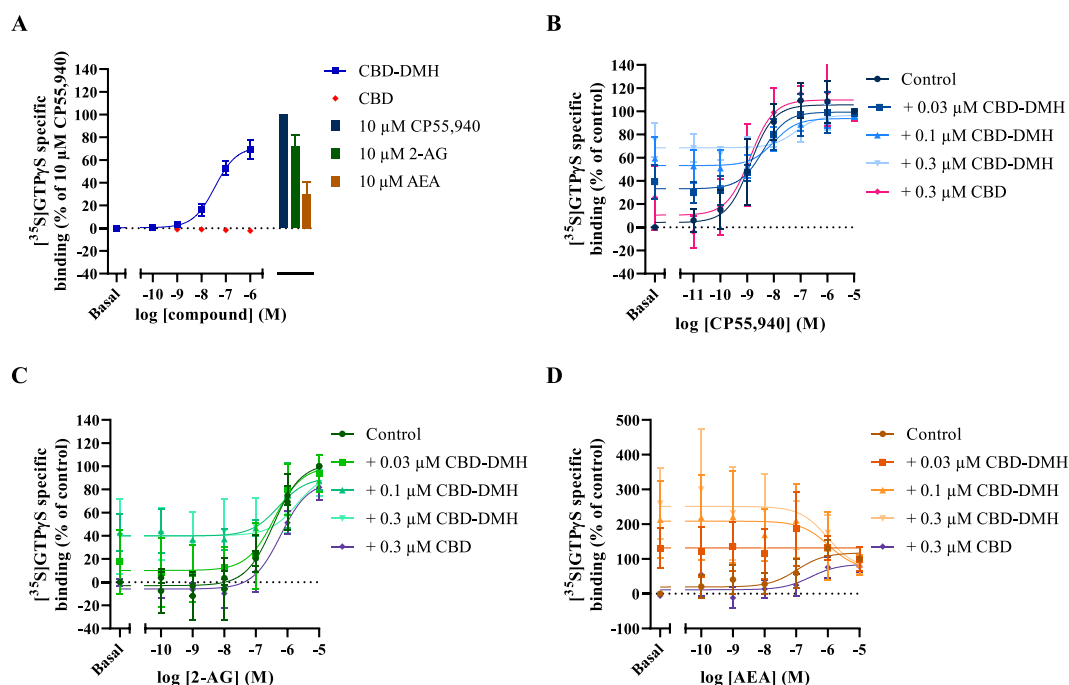 A
[³⁵S]GTPγS specific
binding (% of 10 µM CP55,940)
140
120
100
80
60
40
20
0
-20
-40
Basal
-10 -9 -8 -7 -6
log [compound] (M)
CBD-DMH
CBD
10 µM CP55,940
10 µM 2-AG
10 µM AEA
B
[³⁵S]GTPγS specific
binding (% of control)
140
120
100
80
60
40
20
0
-20
-40
Basal
-11 -10 -9 -8 -7 -6 -5
log [CP55,940] (M)
Control
+ 0.03 µM CBD-DMH
+ 0.1 µM CBD-DMH
+ 0.3 µM CBD-DMH
+ 0.3 µM CBD
C
[³⁵S]GTPγS specific
binding (% of control)
140
120
100
80
60
40
20
0
-20
-40
Basal
-10 -9 -8 -7 -6 -5
log [2-AG] (M)
Control
+ 0.03 µM CBD-DMH
+ 0.1 µM CBD-DMH
+ 0.3 µM CBD-DMH
+ 0.3 µM CBD
D
[³⁵S]GTPγS specific
binding (% of control)
500
400
300
200
100
0
-100
Basal
-10 -9 -8 -7 -6 -5
log [AEA] (M)
Control
+ 0.03 µM CBD-DMH
+ 0.1 µM CBD-DMH
+ 0.3 µM CBD-DMH
+ 0.3 µM CBD